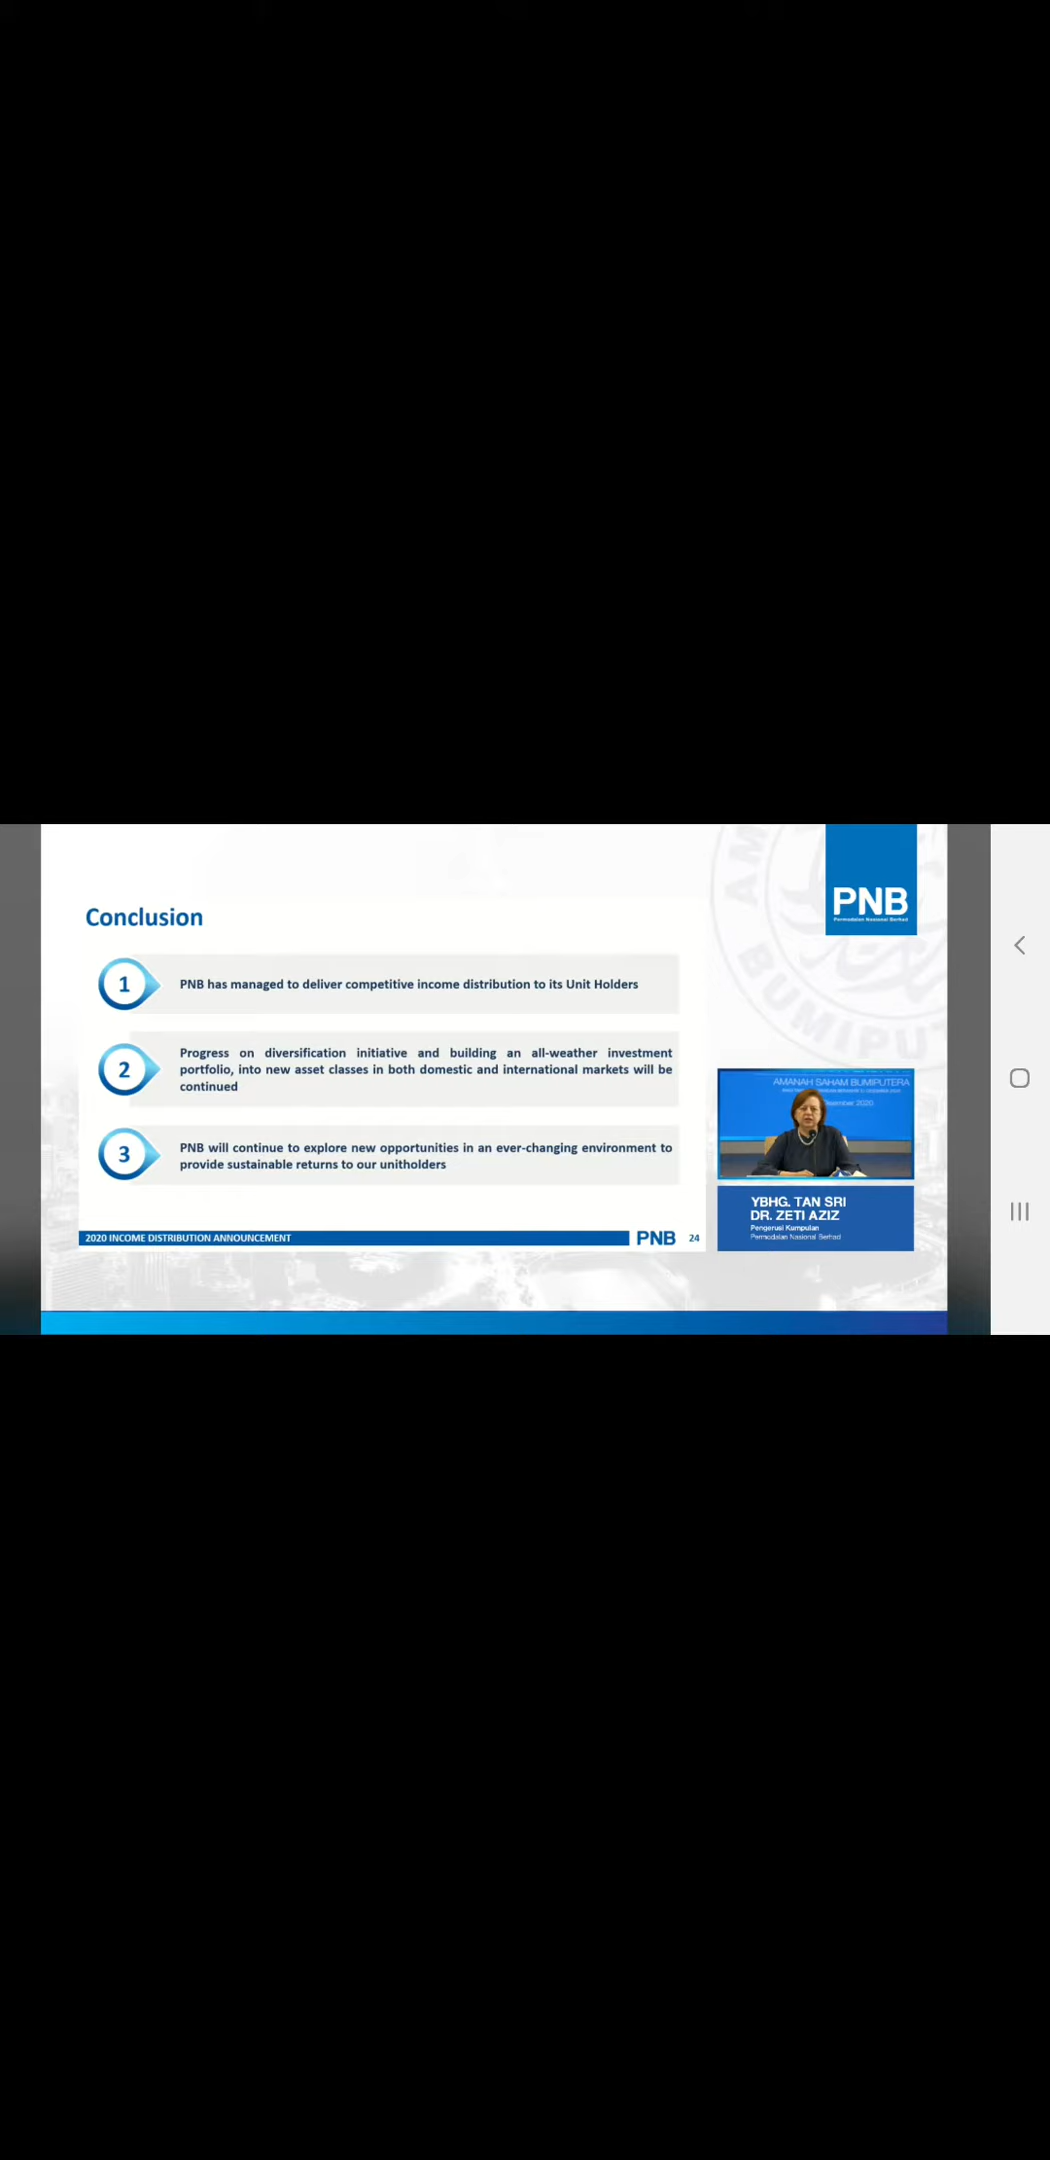 PNB
Permodalan Nasional Berhad
AM
BUMIPUT
Conclusion
1
PNB has managed to deliver competitive income distribution to its Unit Holders
2
Progress on diversification initiative and building an all-weather investment
portfolio, into new asset classes in both domestic and international markets will be
continued
3
PNB will continue to explore new opportunities in an ever-changing environment to
provide sustainable returns to our unitholders
2020 INCOME DISTRIBUTION ANNOUNCEMENT
PNB 24
AMANAH SAHAM BUMIPUTERA
2020
YBHG. TAN SRI
DR. ZETI AZIZ
Pengerusi Kumpulan
Permodalan Nasional Berhad